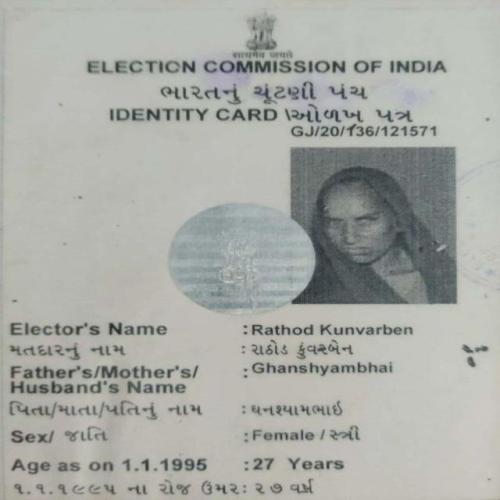 सत्यमेव जयते
ELECTION COMMISSION OF INDIA
ભારતનું ચૂંટણી પંચ
IDENTITY CARD \ઓળખ પત્ર
GJ/20/136/121571
Elector's Name : Rathod Kunvarben
મતદારનું નામ : રાઠોડ કુંવરબેન
Father's/Mother's/ : Ghanshyambhai
Husband's Name
પિતા/માતા/પતિનું નામ : ઘનશ્યામભાઈ
Sex/ જાતિ : Female / સ્ત્રી
Age as on 1.1.1995 : 27 Years
૧.૧.૧૯૯૫ ના રોજ ઉમર: ૨૭ વર્ષ